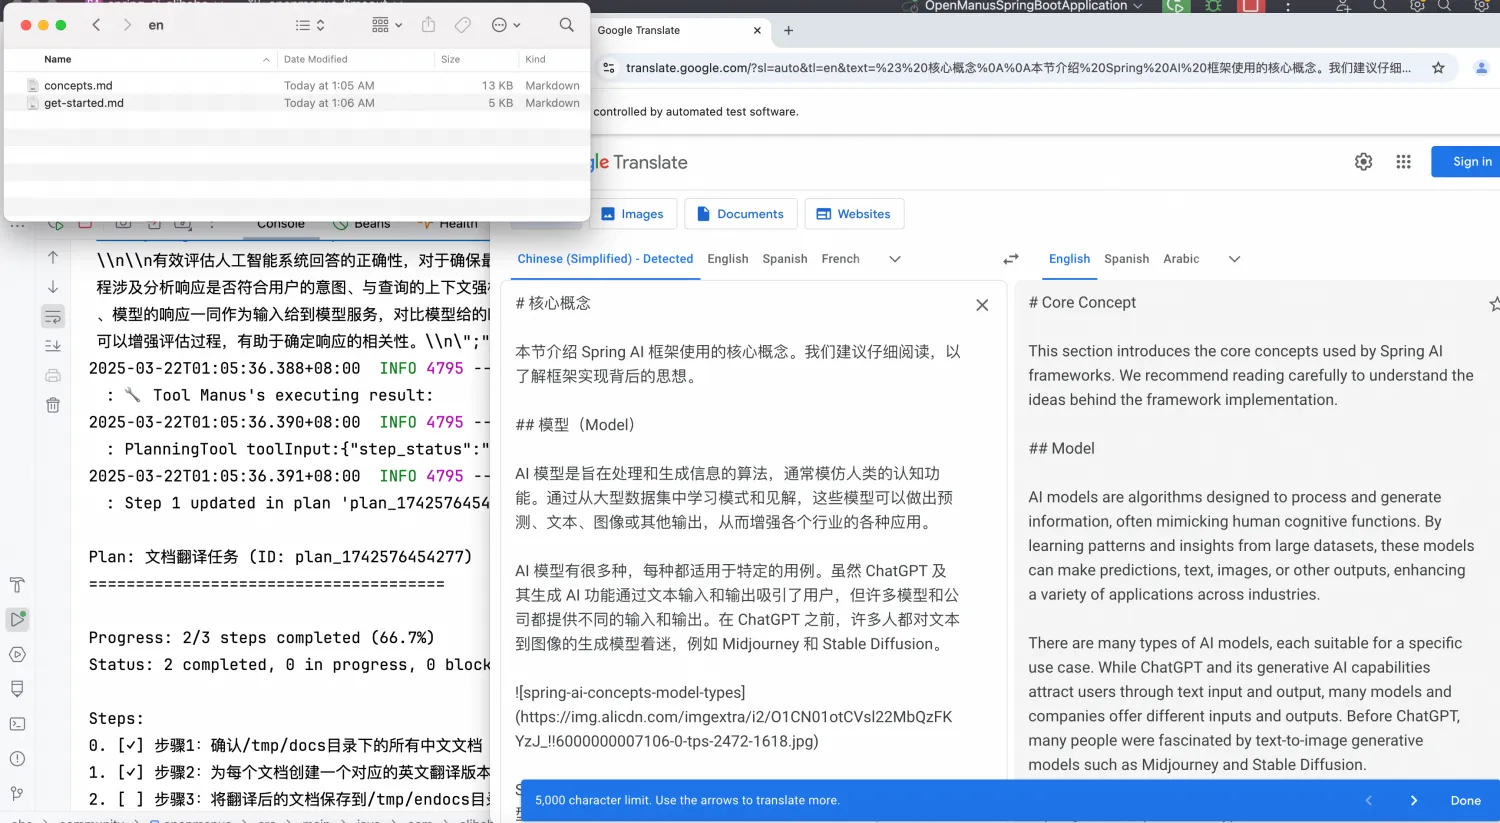 OpenManusSpringBootApplication
en
Name
Date Modified
Size
Kind
concepts.md
Today at 1:05 AM
13 KB
Markdown
get-started.md
Today at 1:06 AM
5 KB
Markdown
Google Translate
translate.google.com/?sl=auto&tl=en&text=%23%20核心概念%0A%0A本节介绍%20Spring%20AI%20框架使用的核心概念。我们建议仔细...
controlled by automated test software.
gle Translate
Sign in
Images
Documents
Websites
Console
Beans
Health
\\n\\n有效评估人工智能系统回答的正确性，对于确保最
程涉及分析响应是否符合用户的意图、与查询的上下文强相
、模型的响应一同作为输入给到模型服务，对比模型给的
可以增强评估过程，有助于确定响应的相关性。\\n\";"
2025-03-22T01:05:36.388+08:00  INFO 4795 --
: 🔧 Tool Manus's executing result:
2025-03-22T01:05:36.390+08:00  INFO 4795 --
: PlanningTool toolInput:{"step_status":"
2025-03-22T01:05:36.391+08:00  INFO 4795 --
: Step 1 updated in plan 'plan_1742576454
Plan: 文档翻译任务 (ID: plan_1742576454277)
======================================
Progress: 2/3 steps completed (66.7%)
Status: 2 completed, 0 in progress, 0 block
Steps:
0. [✓] 步骤1：确认/tmp/docs目录下的所有中文文档
1. [✓] 步骤2：为每个文档创建一个对应的英文翻译版本
2. [ ] 步骤3：将翻译后的文档保存到/tmp/endocs目录
Chinese (Simplified) - Detected
English
Spanish
French
English
Spanish
Arabic
# 核心概念
本节介绍 Spring AI 框架使用的核心概念。我们建议仔细阅读，以
了解框架实现背后的思想。
## 模型（Model）
AI 模型是旨在处理和生成信息的算法，通常模仿人类的认知功
能。通过从大型数据集中学习模式和见解，这些模型可以做出预
测、文本、图像或其他输出，从而增强各个行业的各种应用。
AI 模型有很多种，每种都适用于特定的用例。虽然 ChatGPT 及
其生成 AI 功能通过文本输入和输出吸引了用户，但许多模型和公
司都提供不同的输入和输出。在 ChatGPT 之前，许多人都对文本
到图像的生成模型着迷，例如 Midjourney 和 Stable Diffusion。
![spring-ai-concepts-model-types]
(https://img.alicdn.com/imgextra/i2/O1CN01otCVsl22MbQzFK
YzJ_!!6000000007106-0-tps-2472-1618.jpg)
# Core Concept
This section introduces the core concepts used by Spring AI
frameworks. We recommend reading carefully to understand the
ideas behind the framework implementation.
## Model
AI models are algorithms designed to process and generate
information, often mimicking human cognitive functions. By
learning patterns and insights from large datasets, these models
can make predictions, text, images, or other outputs, enhancing
a variety of applications across industries.
There are many types of AI models, each suitable for a specific
use case. While ChatGPT and its generative AI capabilities
attract users through text input and output, many models and
companies offer different inputs and outputs. Before ChatGPT,
many people were fascinated by text-to-image generative
models such as Midjourney and Stable Diffusion.
5,000 character limit. Use the arrows to translate more.
Done